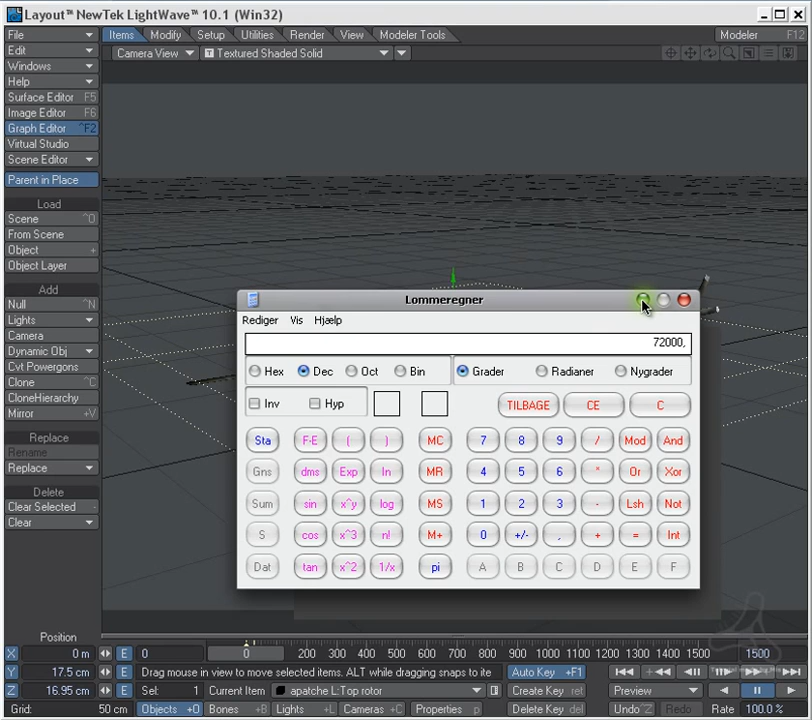 Layout™ NewTek LightWave™ 10.1 (Win32)
File
Items Modify Setup Utilities Render View Modeler Tools Modeler F12
Edit
Camera View T Textured Shaded Solid
Windows
Help
Surface Editor F5
Image Editor F6
Graph Editor ^F2
Virtual Studio
Scene Editor
Parent in Place
Load
Scene ^O
From Scene
Object +
Object Layer
Add
Null ^N
Lights
Camera
Dynamic Obj
Cvt Powergons
Clone ^C
CloneHierarchy
Mirror +V
Replace
Rename
Replace
Delete
Clear Selected -
Clear
Lommeregner
Rediger Vis Hjælp
72000,
Hex Dec Oct Bin Grader Radianer Nygrader
Inv Hyp TILBAGE CE C
Sta F-E ( ) MC 7 8 9 / Mod And
Gns dms Exp ln MR 4 5 6 * Or Xor
Sum sin x^y log MS 1 2 3 - Lsh Not
S cos x^3 n! M+ 0 +/- , + = Int
Dat tan x^2 1/x pi A B C D E F
Position
X 0 m E 0 0 200 300 400 500 600 700 800 900 1000 1500 1500
Y 17.5 cm E Drag mouse in view to move selected items. ALT while dragging snaps to ite Auto Key +F1
Z 16.95 cm E Sel: 1 Current Item apatche L:Top rotor Create Key ret Preview
Grid: 50 cm Objects +O Bones +B Lights +L Cameras +C Properties p Delete Key del Undo ^Z Redo Rate 100.0 %